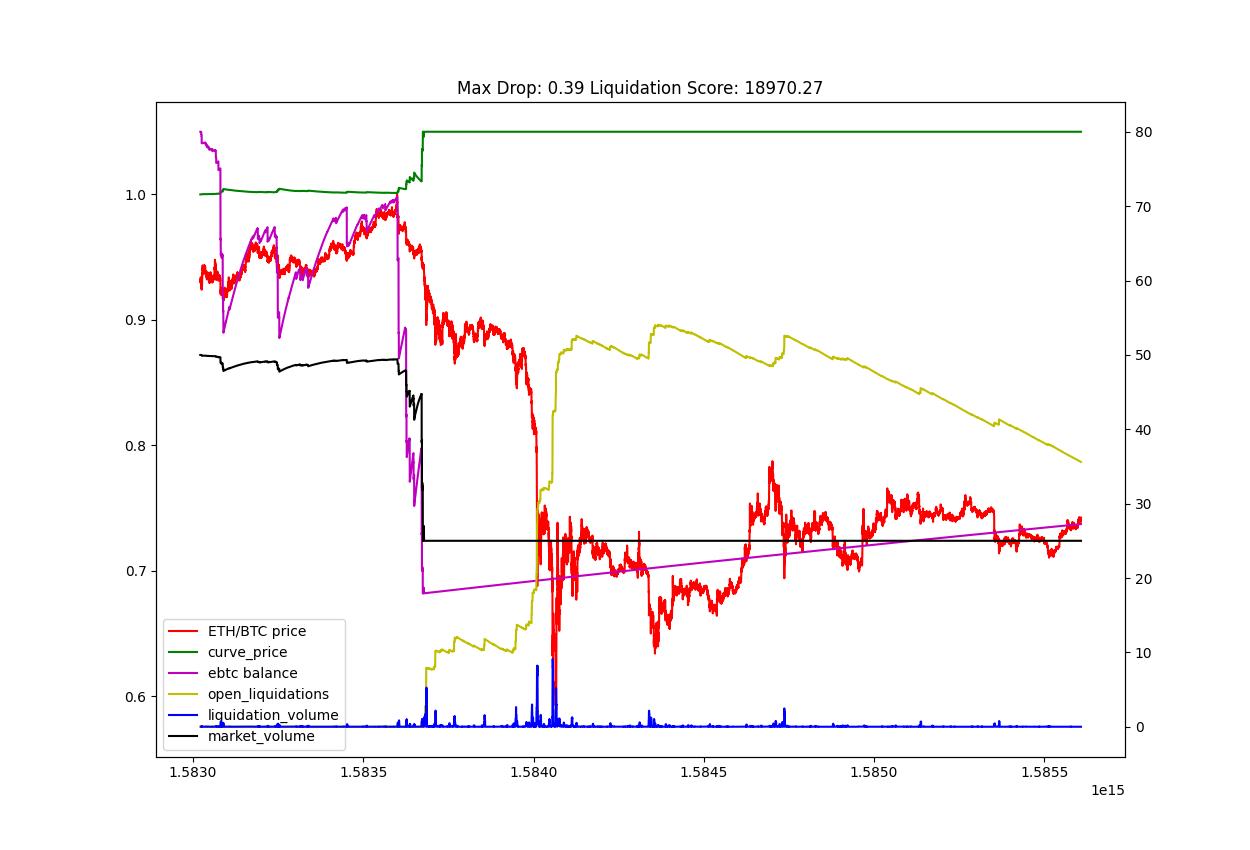 Max Drop: 0.39 Liquidation Score: 18970.27
1.0
0.9
0.8
0.7
0.6
80
70
60
50
40
30
20
10
0
ETH/BTC price
curve_price
ebtc balance
open_liquidations
liquidation_volume
market_volume
1.5830 1.5835 1.5840 1.5845 1.5850 1.5855
1e15